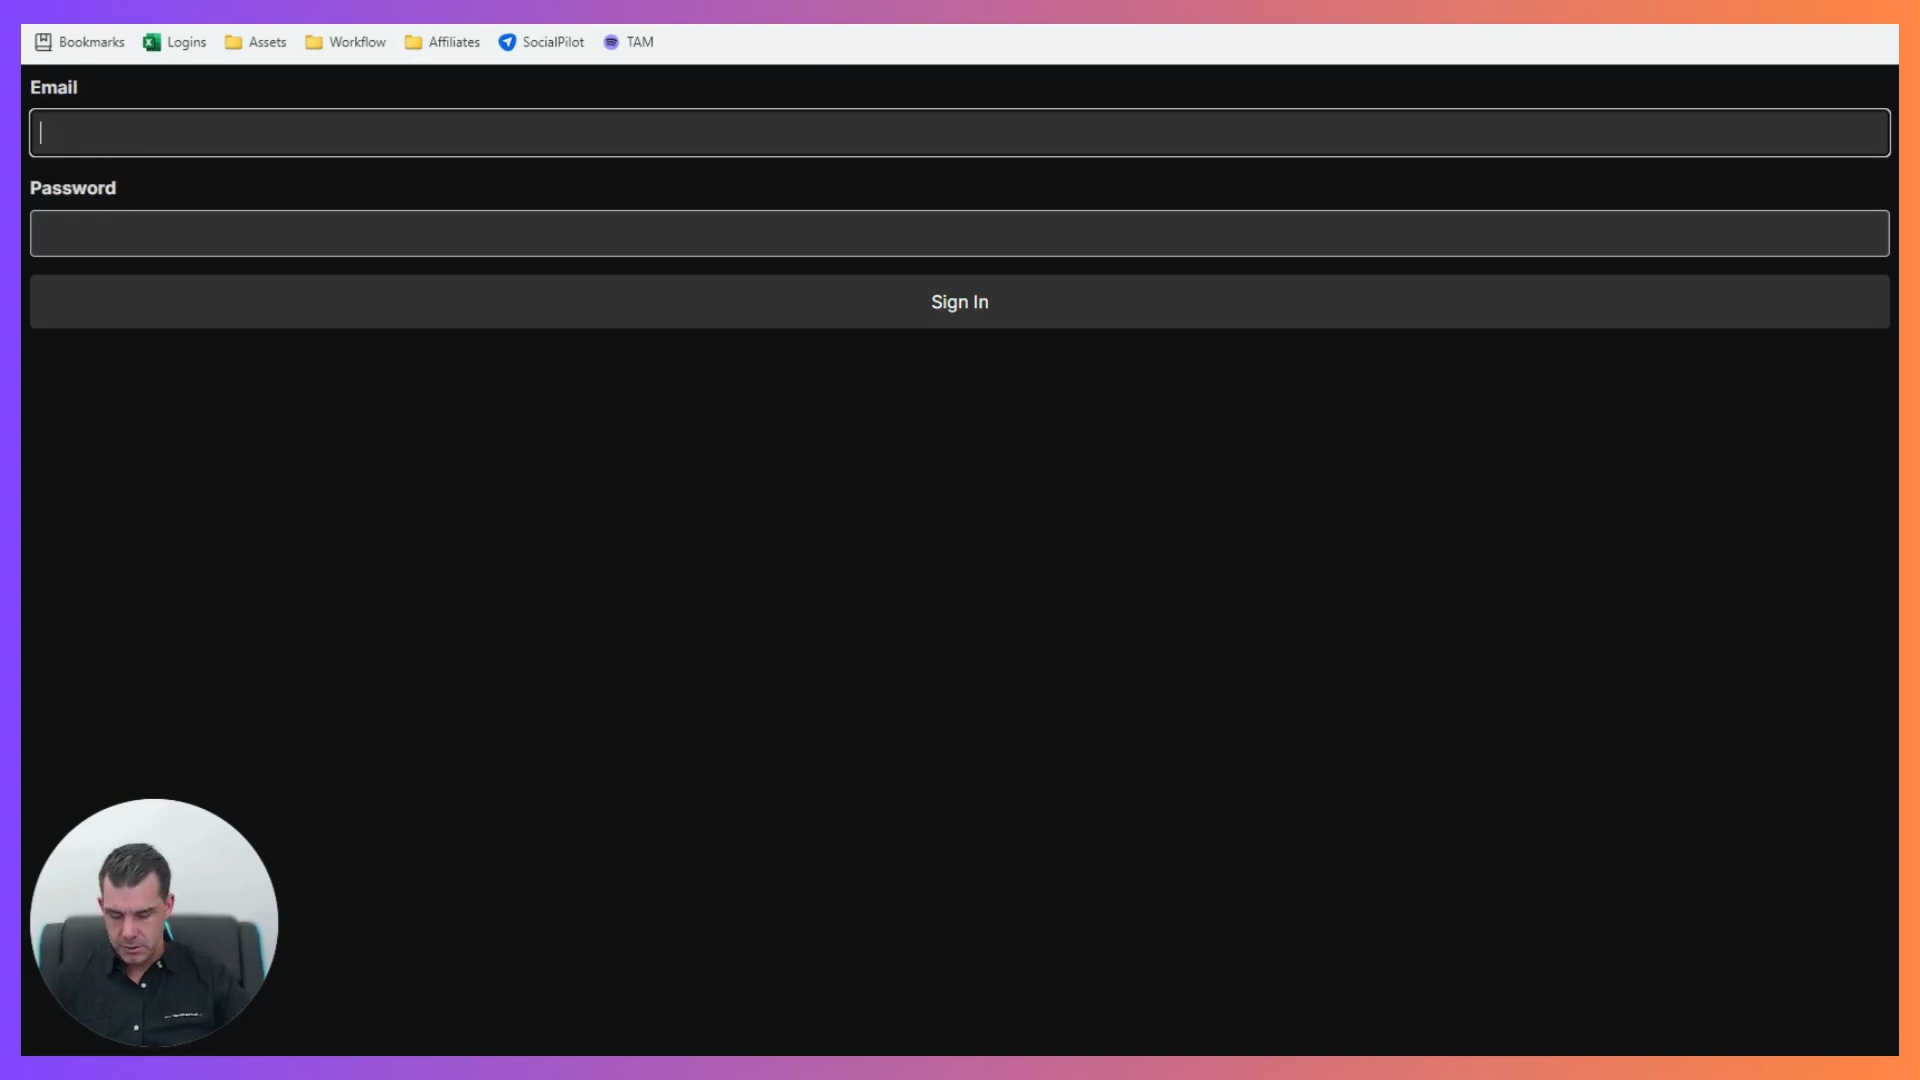 Bookmarks Logins Assets Workflow Affiliates SocialPilot TAM
Email
Password
Sign In